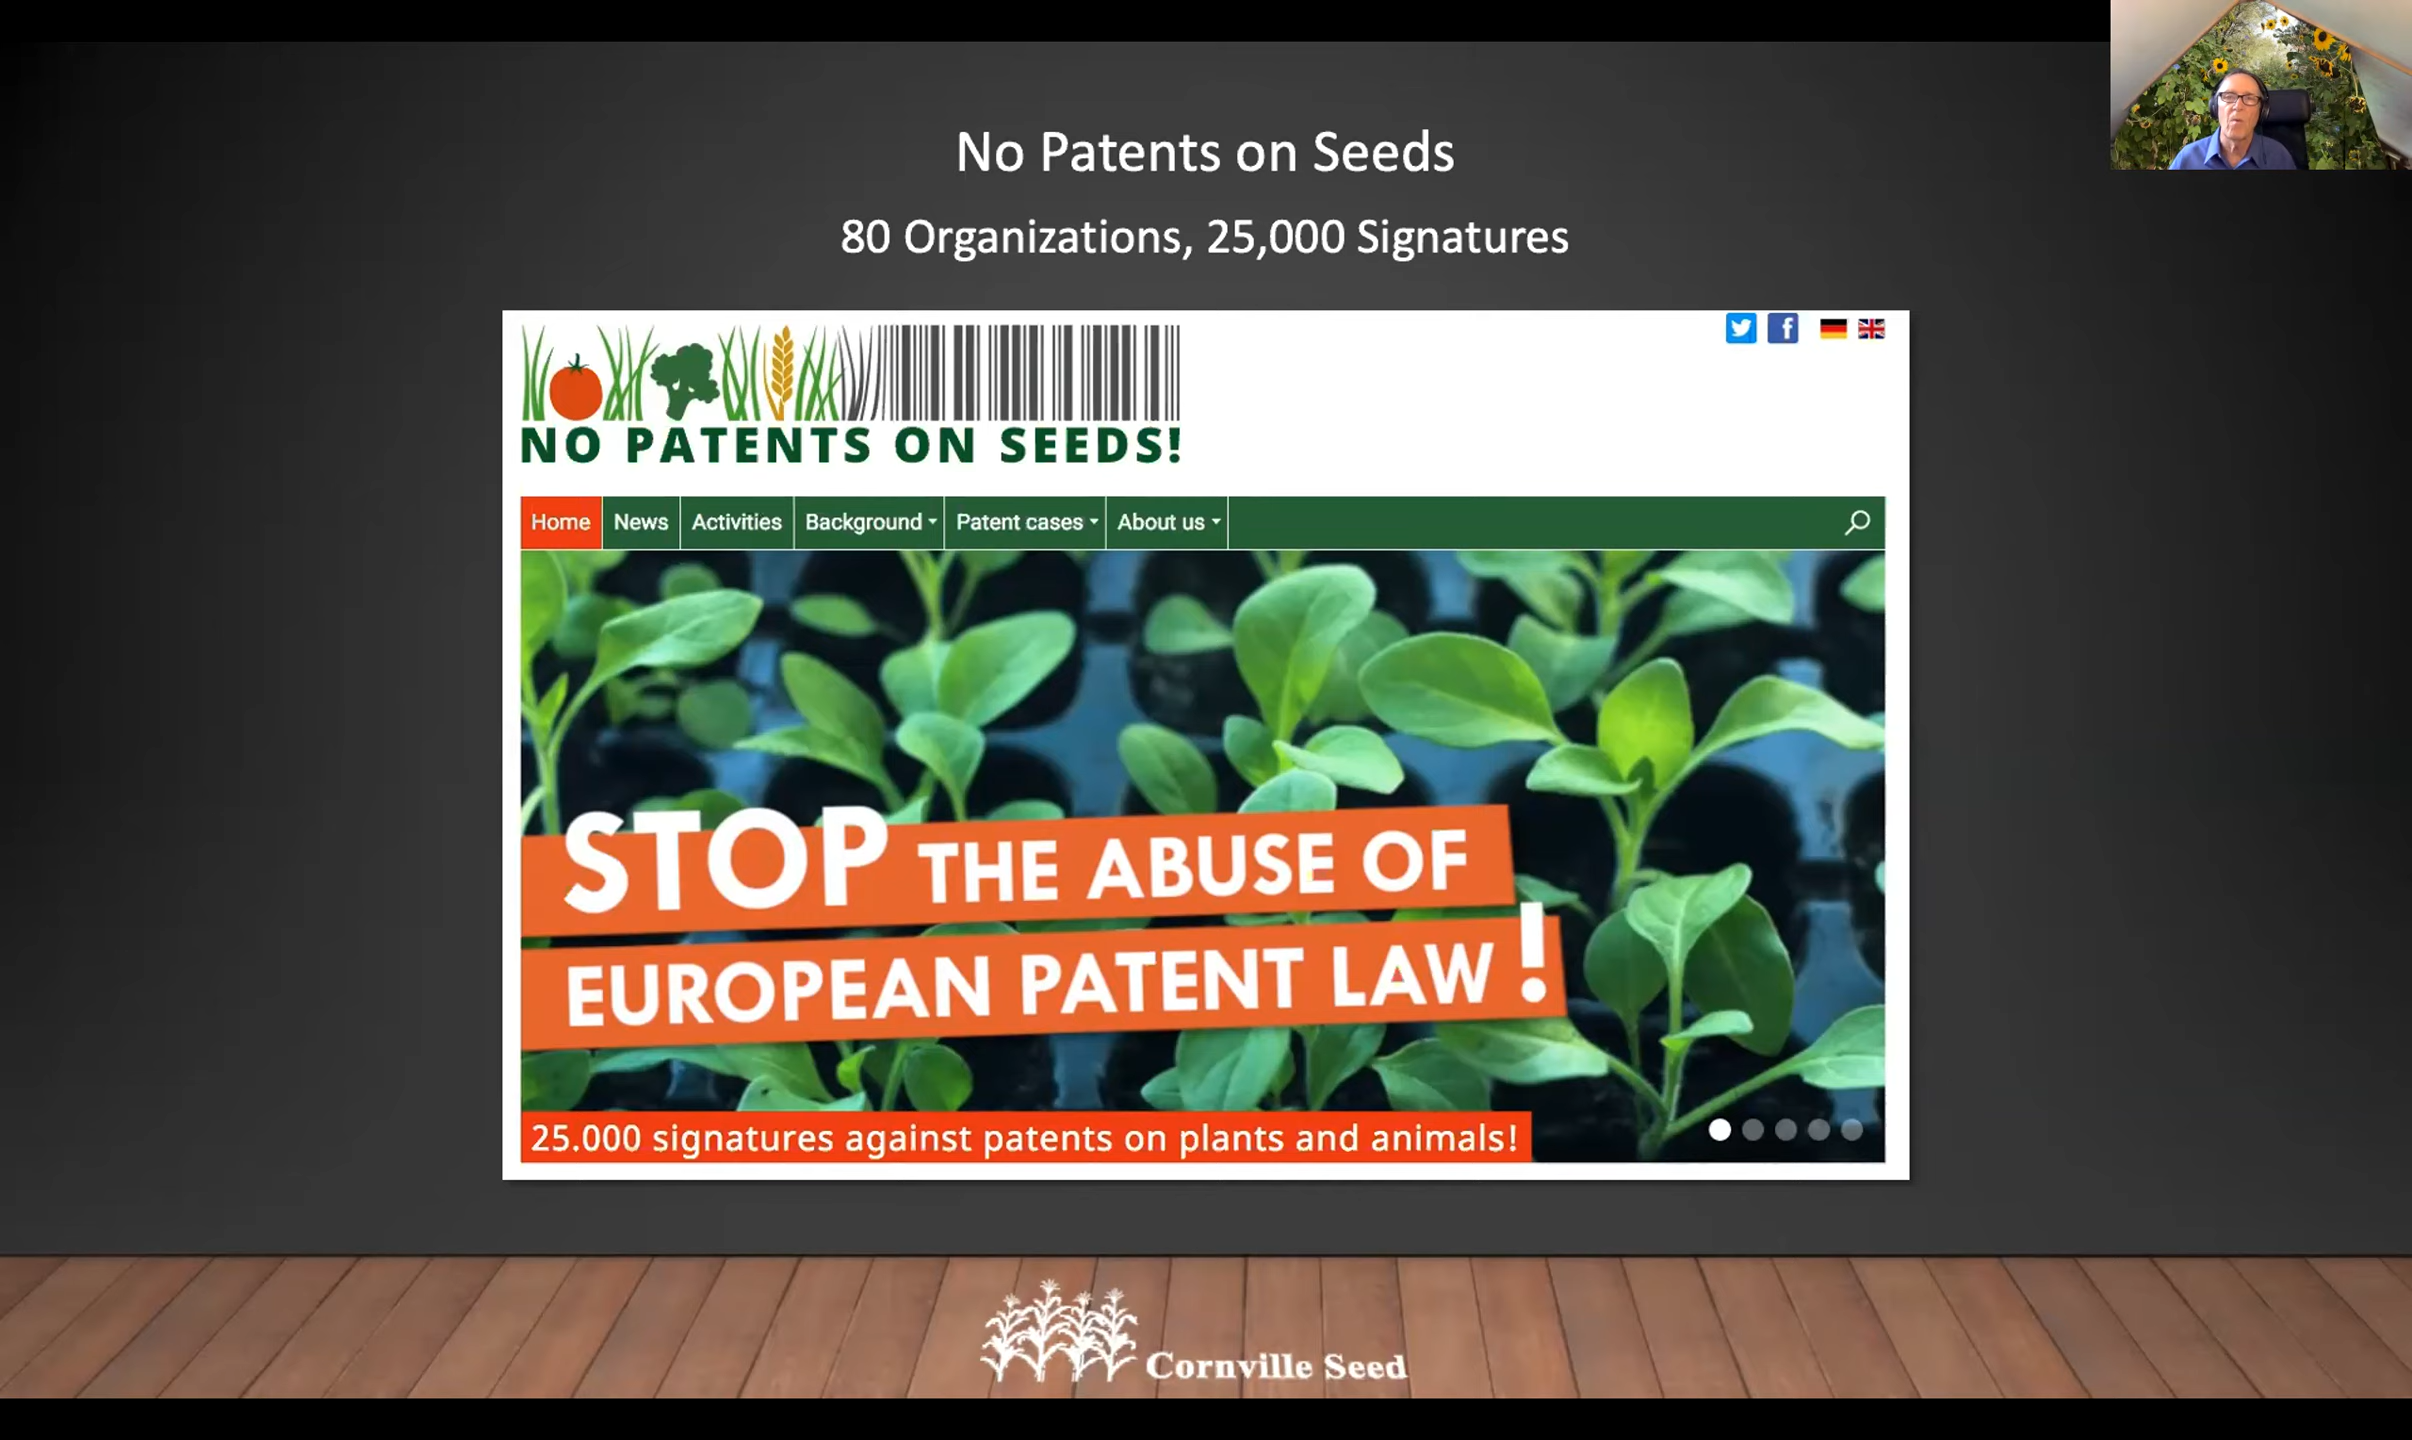 No Patents on Seeds
80 Organizations, 25,000 Signatures
NO PATENTS ON SEEDS!
Home News Activities Background Patent cases About us
STOP THE ABUSE OF
EUROPEAN PATENT LAW!
25.000 signatures against patents on plants and animals!
Cornville Seed